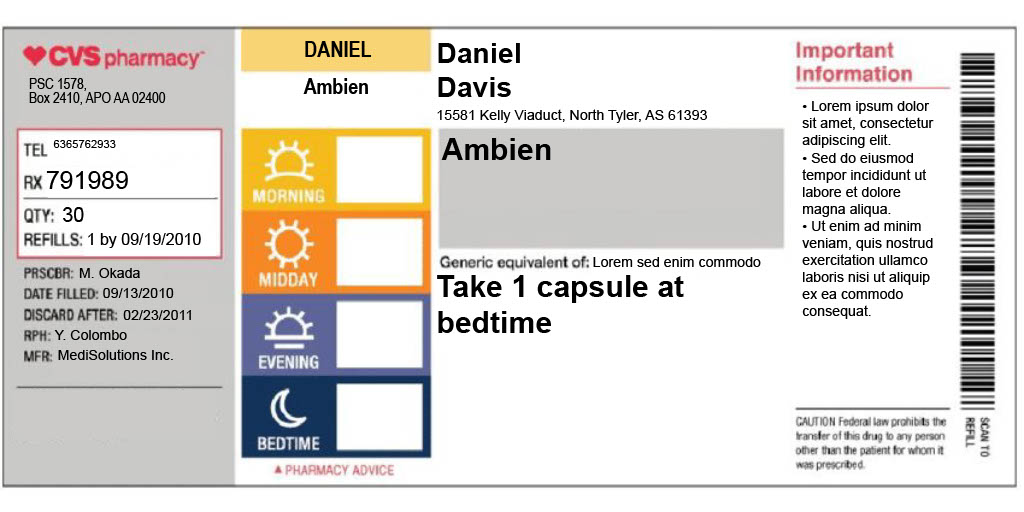 CVS pharmacy
PSC 1578,
Box 2410, APO AA 02400
TEL 6365762933
RX 791989
QTY: 30
REFILLS: 1 by 09/19/2010
PRSCBR: M. Okada
DATE FILLED: 09/13/2010
DISCARD AFTER: 02/23/2011
RPH: Y. Colombo
MFR: MediSolutions Inc.
DANIEL
Ambien
MORNING
MIDDAY
EVENING
BEDTIME
▲ PHARMACY ADVICE
Daniel
Davis
15581 Kelly Viaduct, North Tyler, AS 61393
Ambien
Generic equivalent of: Lorem sed enim commodo
Take 1 capsule at
bedtime
Important
Information
• Lorem ipsum dolor
sit amet, consectetur
adipiscing elit.
• Sed do eiusmod
tempor incididunt ut
labore et dolore
magna aliqua.
• Ut enim ad minim
veniam, quis nostrud
exercitation ullamco
laboris nisi ut aliquip
ex ea commodo
consequat.
CAUTION Federal law prohibits the
transfer of this drug to any person
other than the patient for whom it
was prescribed.
SCAN TO
REFILL